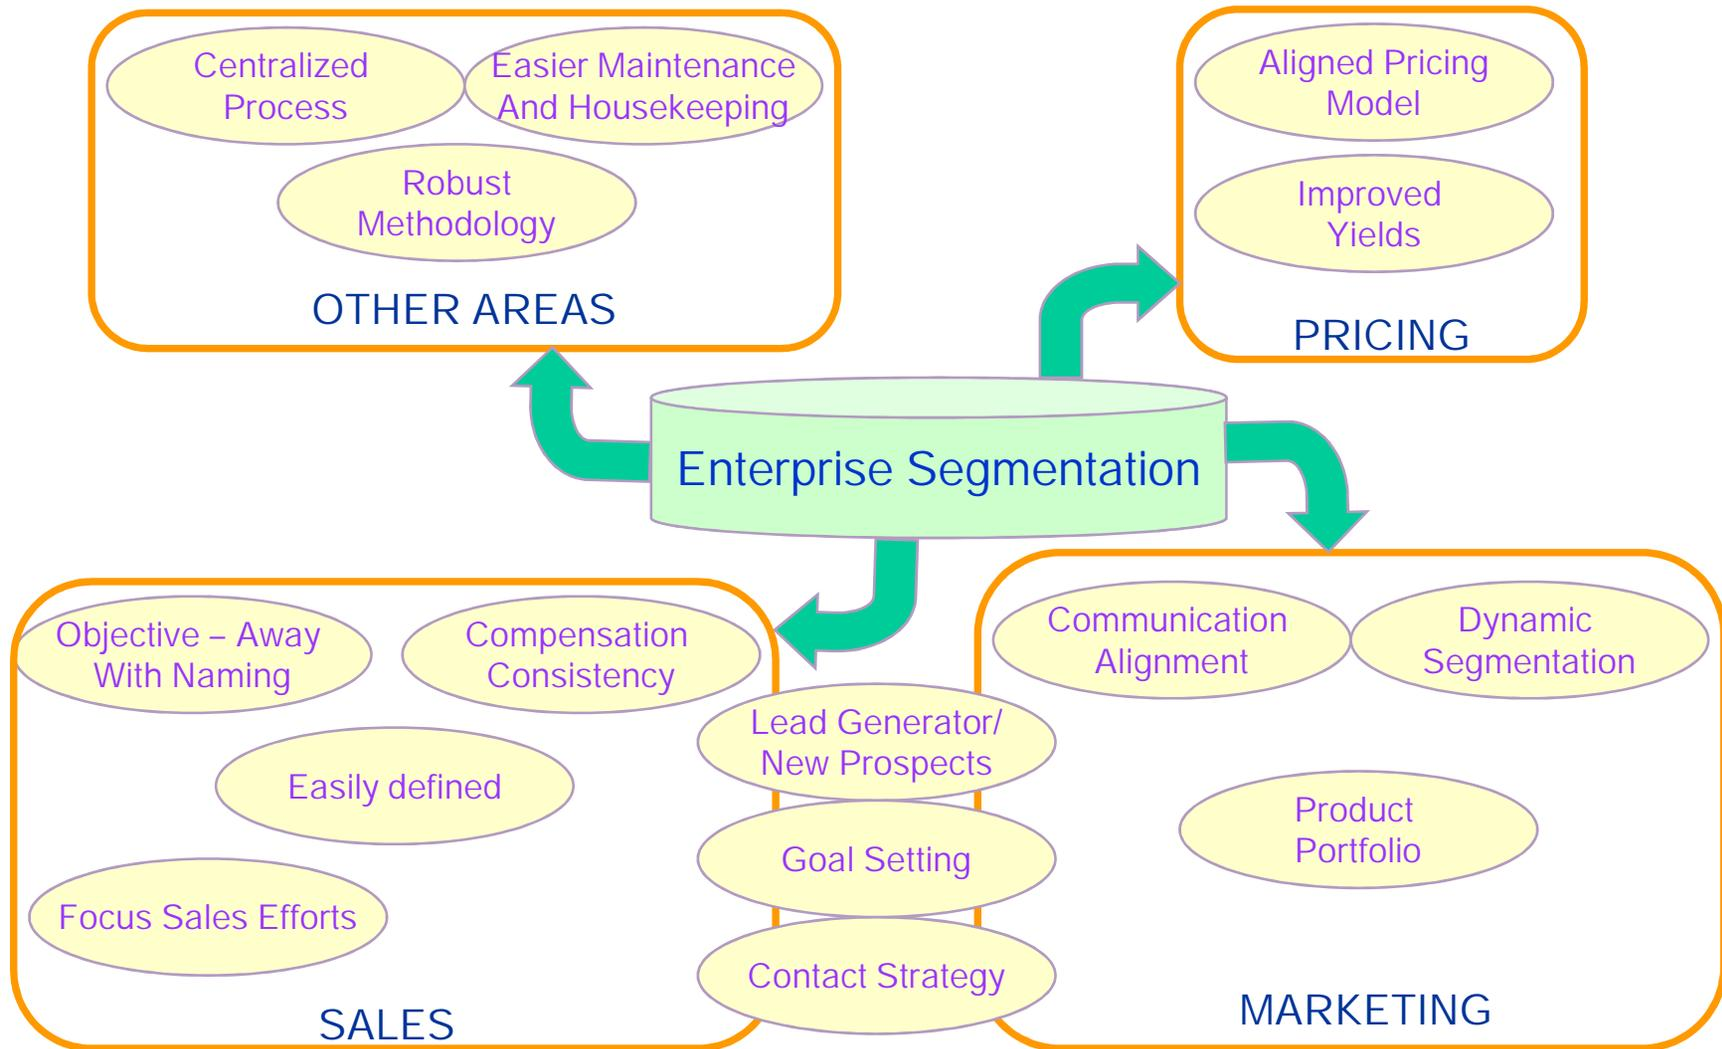 Centralized
Process
Easier Maintenance
And Housekeeping
Robust
Methodology
OTHER AREAS
Aligned Pricing
Model
Improved
Yields
PRICING
Enterprise Segmentation
Objective – Away
With Naming
Compensation
Consistency
Easily defined
Focus Sales Efforts
SALES
Lead Generator/
New Prospects
Goal Setting
Contact Strategy
Communication
Alignment
Dynamic
Segmentation
Product
Portfolio
MARKETING